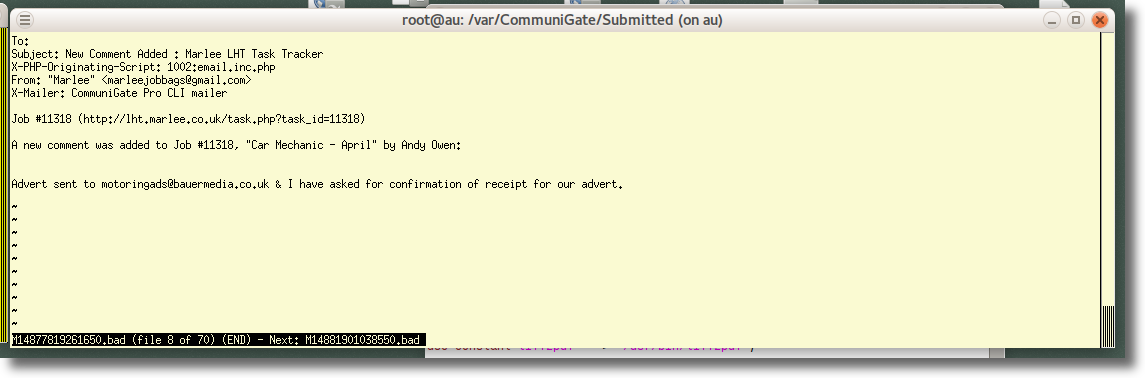 root@au: /var/CommuniGate/Submitted (on au)
To:
Subject: New Comment Added : Marlee LHT Task Tracker
X-PHP-Originating-Script: 1002:email.inc.php
From: "Marlee" <marleejobbags@gmail.com>
X-Mailer: CommuniGate Pro CLI mailer
Job #11318 (http://lht.marlee.co.uk/task.php?task_id=11318)
A new comment was added to Job #11318, "Car Mechanic - April" by Andy Owen:
Advert sent to motoringads@bauermedia.co.uk & I have asked for confirmation of receipt for our advert.
~
~
~
~
~
~
~
~
~
~
M14877819261650.bad (file 8 of 70) (END) - Next: M14881901038550.bad